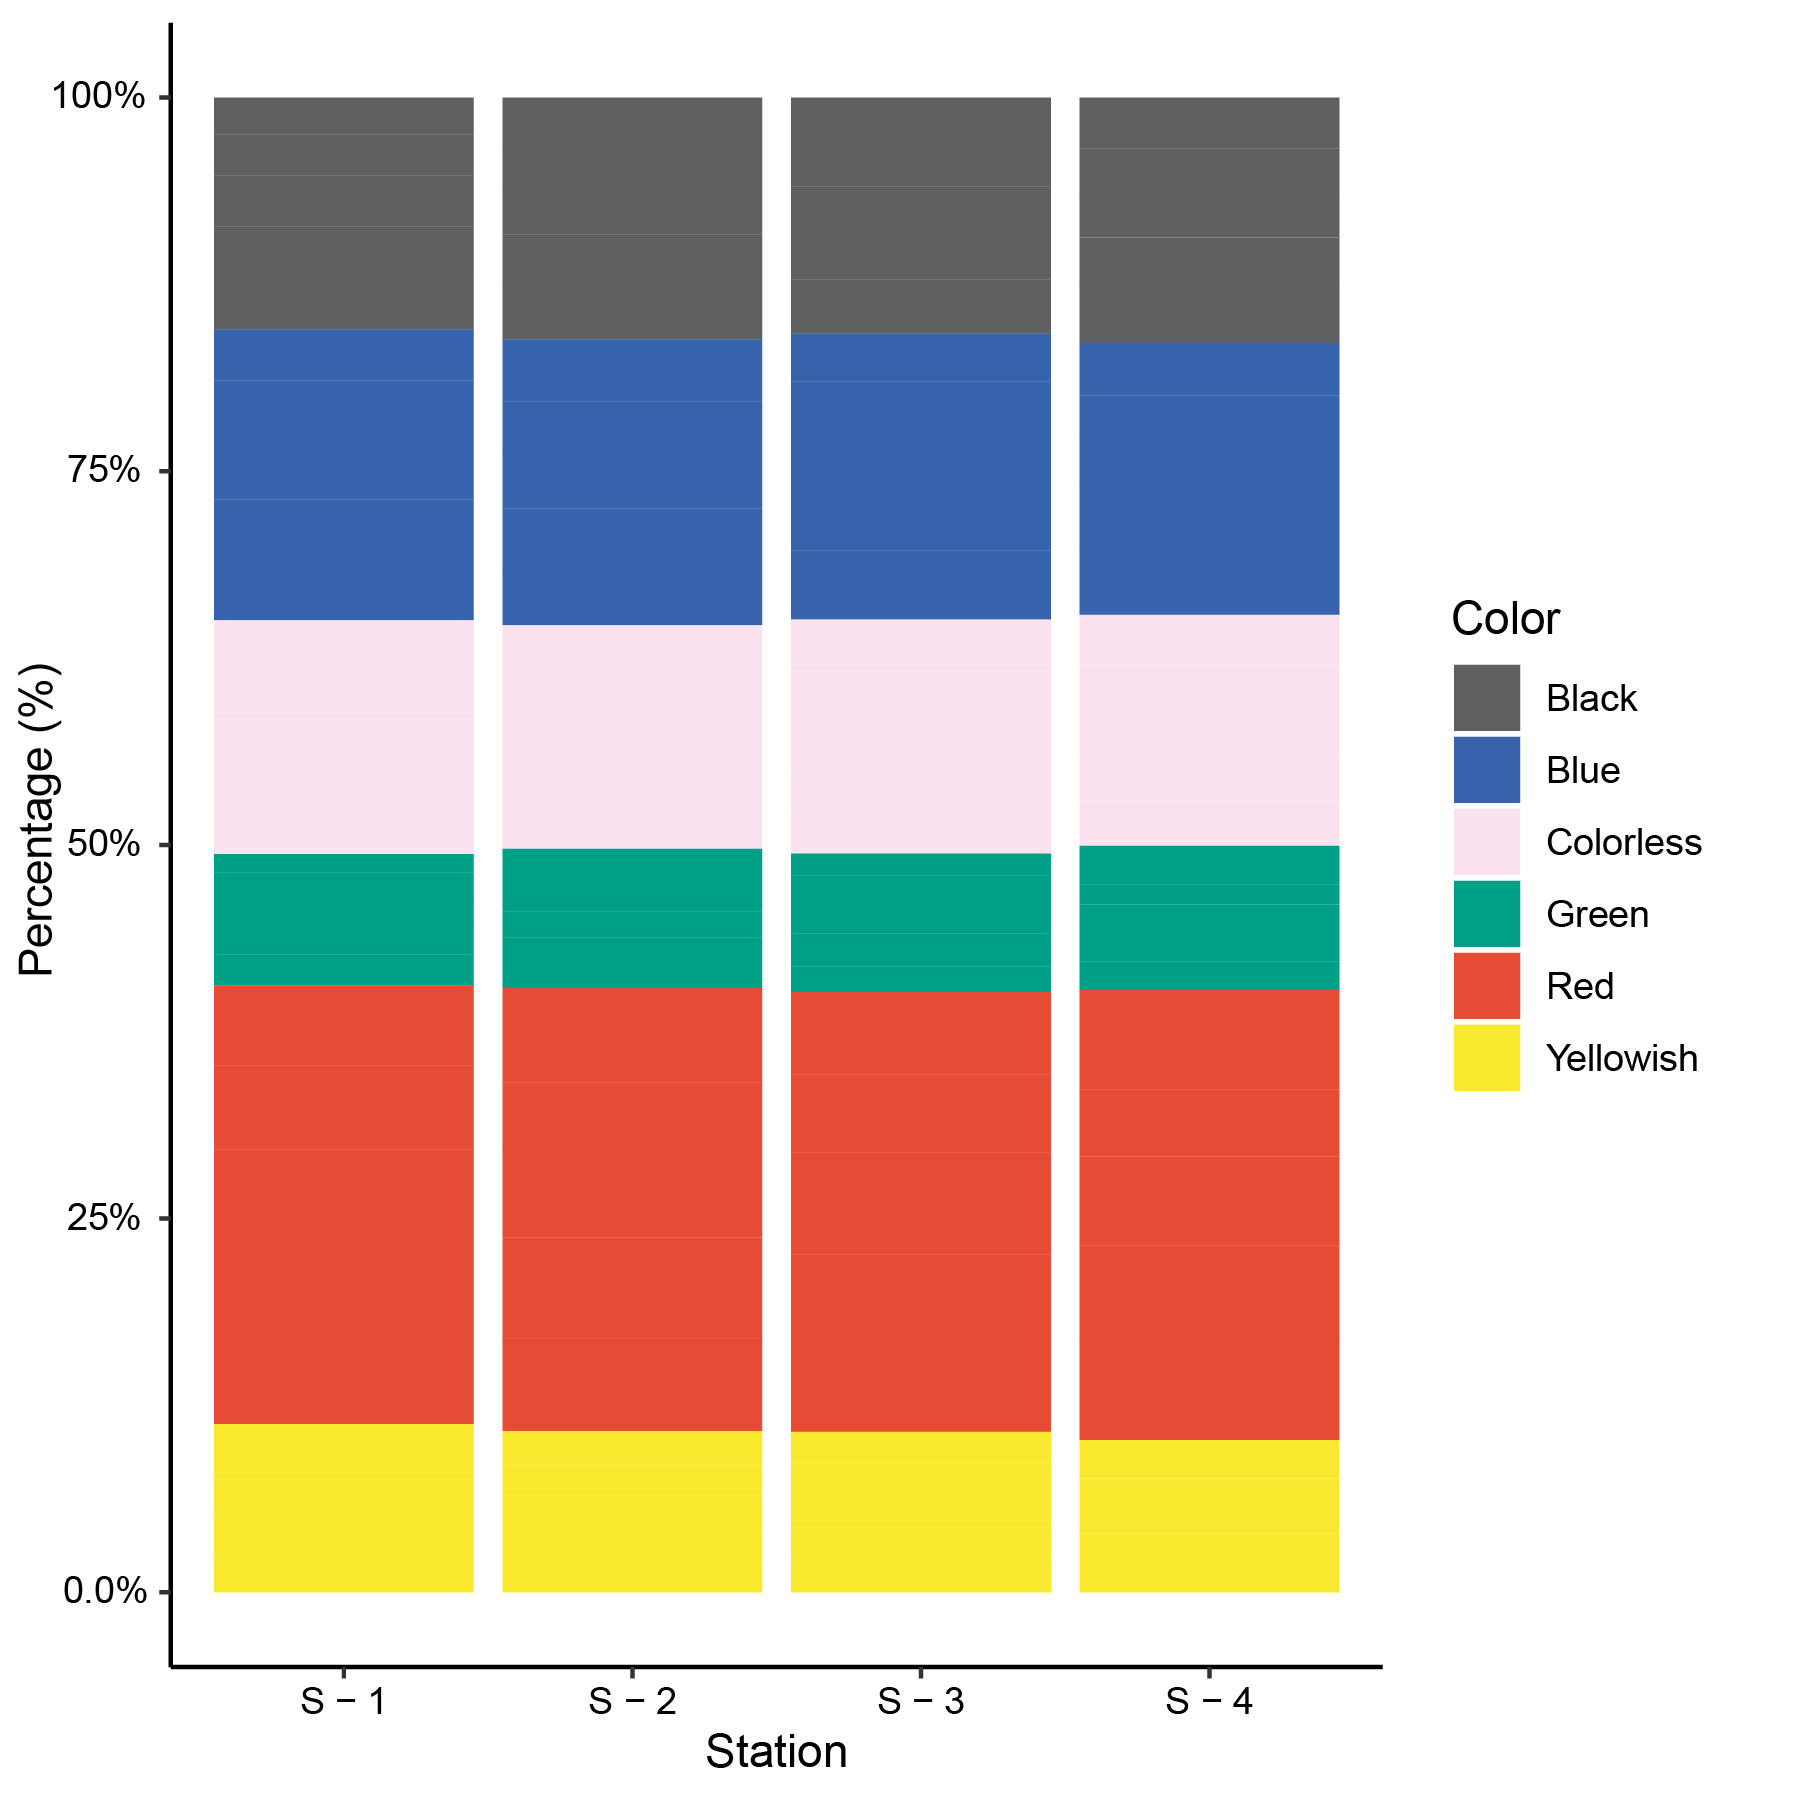 Percentage (%)
100%
75%
50%
25%
0.0%
S – 1
S – 2
S – 3
S – 4
Station
Color
Black
Blue
Colorless
Green
Red
Yellowish